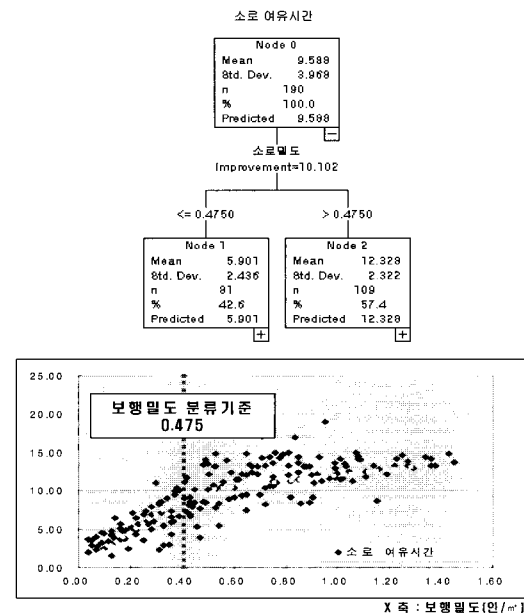 소로 여유시간
Node 0
Mean 9.588
Std. Dev. 3.968
n 190
% 100.0
Predicted 9.588
소로밀도
Improvement=10.102
<= 0.4750
> 0.4750
Node 1
Mean 5.901
Std. Dev. 2.436
n 81
% 42.6
Predicted 5.901
Node 2
Mean 12.328
Std. Dev. 2.322
n 109
% 57.4
Predicted 12.328
25.00
20.00
15.00
10.00
5.00
0.00
보행밀도 분류기준
0.475
◆ 소로 여유시간
0.00 0.20 0.40 0.60 0.80 1.00 1.20 1.40 1.60
X 축 : 보행밀도(인/㎡)